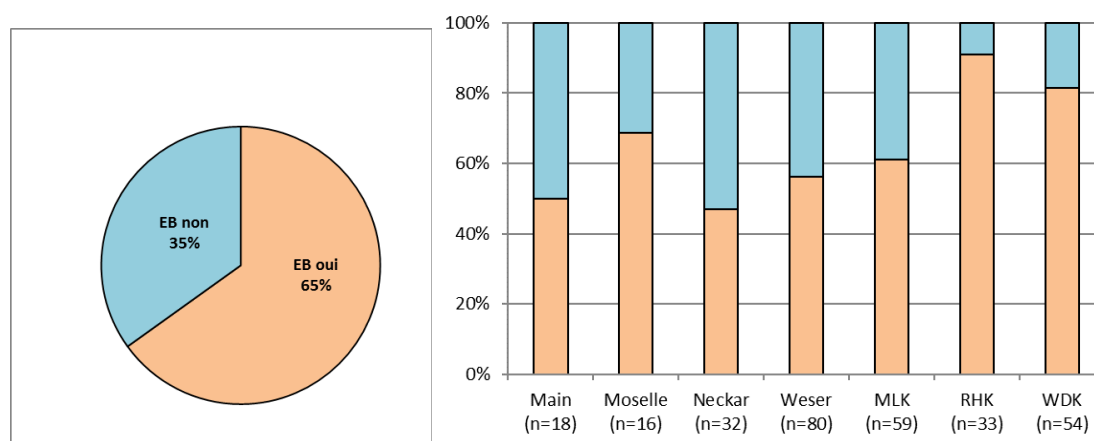 EB non
35%
EB oui
65%
100%
80%
60%
40%
20%
0%
Main Moselle Neckar Weser MLK RHK WDK
(n=18) (n=16) (n=32) (n=80) (n=59) (n=33) (n=54)